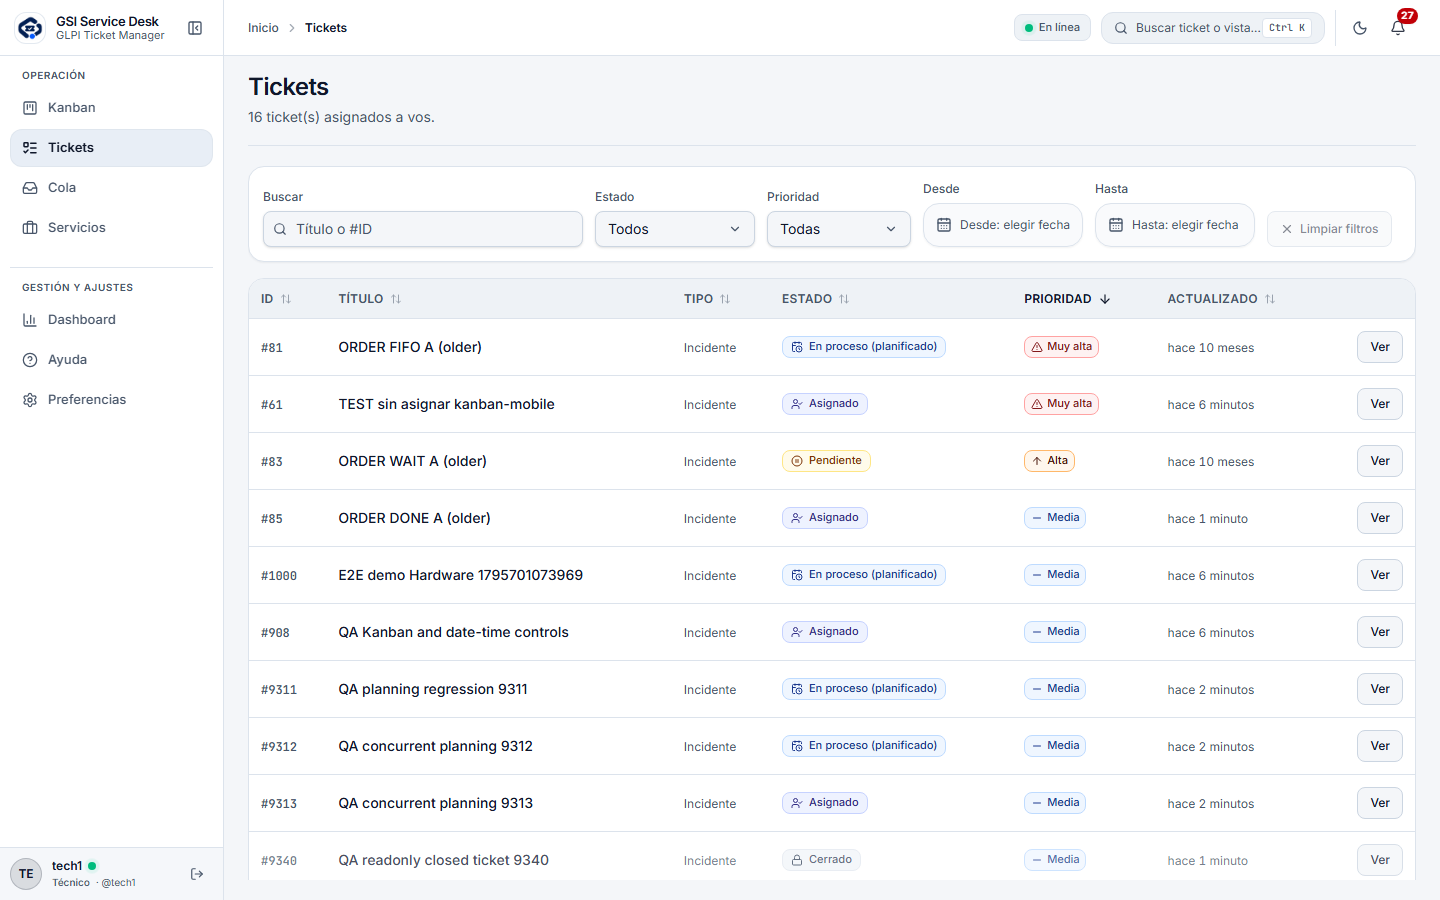 GSI Service Desk
GLPI Ticket Manager
Inicio > Tickets
En línea
Buscar ticket o vista... Ctrl K
27
OPERACIÓN
Kanban
Tickets
Cola
Servicios
GESTIÓN Y AJUSTES
Dashboard
Ayuda
Preferencias
TE
tech1
Técnico · @tech1
Tickets
16 ticket(s) asignados a vos.
Buscar Estado Prioridad Desde Hasta
Título o #ID Todos Todas Desde: elegir fecha Hasta: elegir fecha Limpiar filtros
ID TÍTULO TIPO ESTADO PRIORIDAD ACTUALIZADO
#81 ORDER FIFO A (older) Incidente En proceso (planificado) Muy alta hace 10 meses Ver
#61 TEST sin asignar kanban-mobile Incidente Asignado Muy alta hace 6 minutos Ver
#83 ORDER WAIT A (older) Incidente Pendiente Alta hace 10 meses Ver
#85 ORDER DONE A (older) Incidente Asignado Media hace 1 minuto Ver
#1000 E2E demo Hardware 1795701073969 Incidente En proceso (planificado) Media hace 6 minutos Ver
#908 QA Kanban and date-time controls Incidente Asignado Media hace 6 minutos Ver
#9311 QA planning regression 9311 Incidente En proceso (planificado) Media hace 2 minutos Ver
#9312 QA concurrent planning 9312 Incidente En proceso (planificado) Media hace 2 minutos Ver
#9313 QA concurrent planning 9313 Incidente Asignado Media hace 2 minutos Ver
#9340 QA readonly closed ticket 9340 Incidente Cerrado Media hace 1 minuto Ver